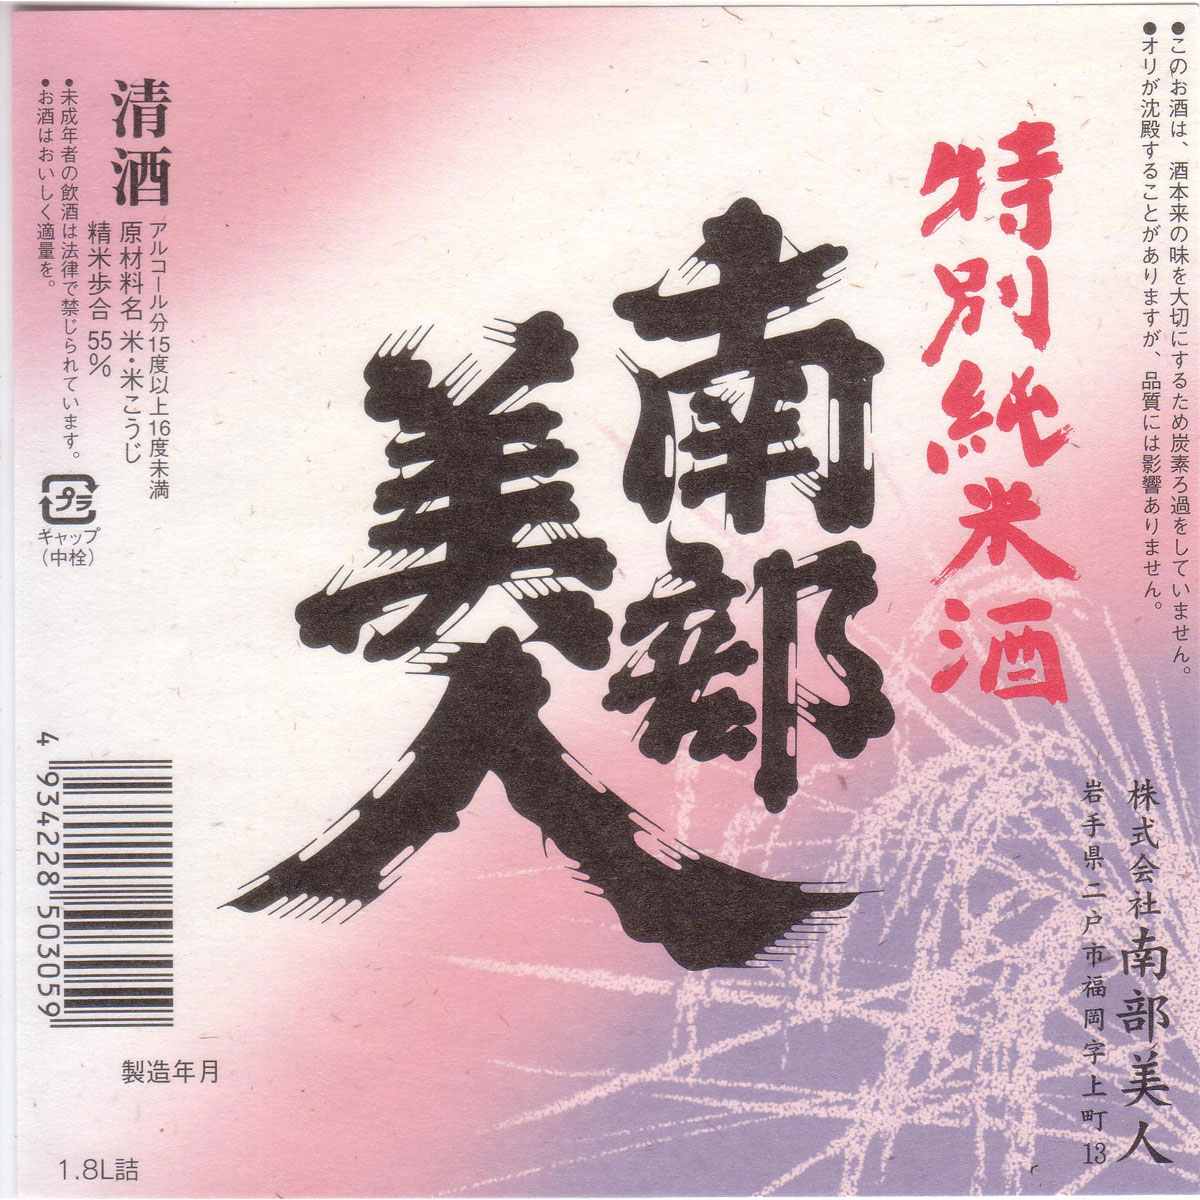 ●このお酒は、酒本来の味を大切にするため炭素ろ過をしていません。
●オリが沈殿することがありますが、品質には影響ありません。
特別純米酒
南部
美人
株式会社南部美人
岩手県二戸市福岡字上町13
清酒
アルコール分15度以上16度未満
原材料名 米・米こうじ
精米歩合 55%
●未成年者の飲酒は法律で禁じられています。
●お酒はおいしく適量を。
プラ
キャップ
(中栓)
4 934228 503059
製造年月
1.8L詰